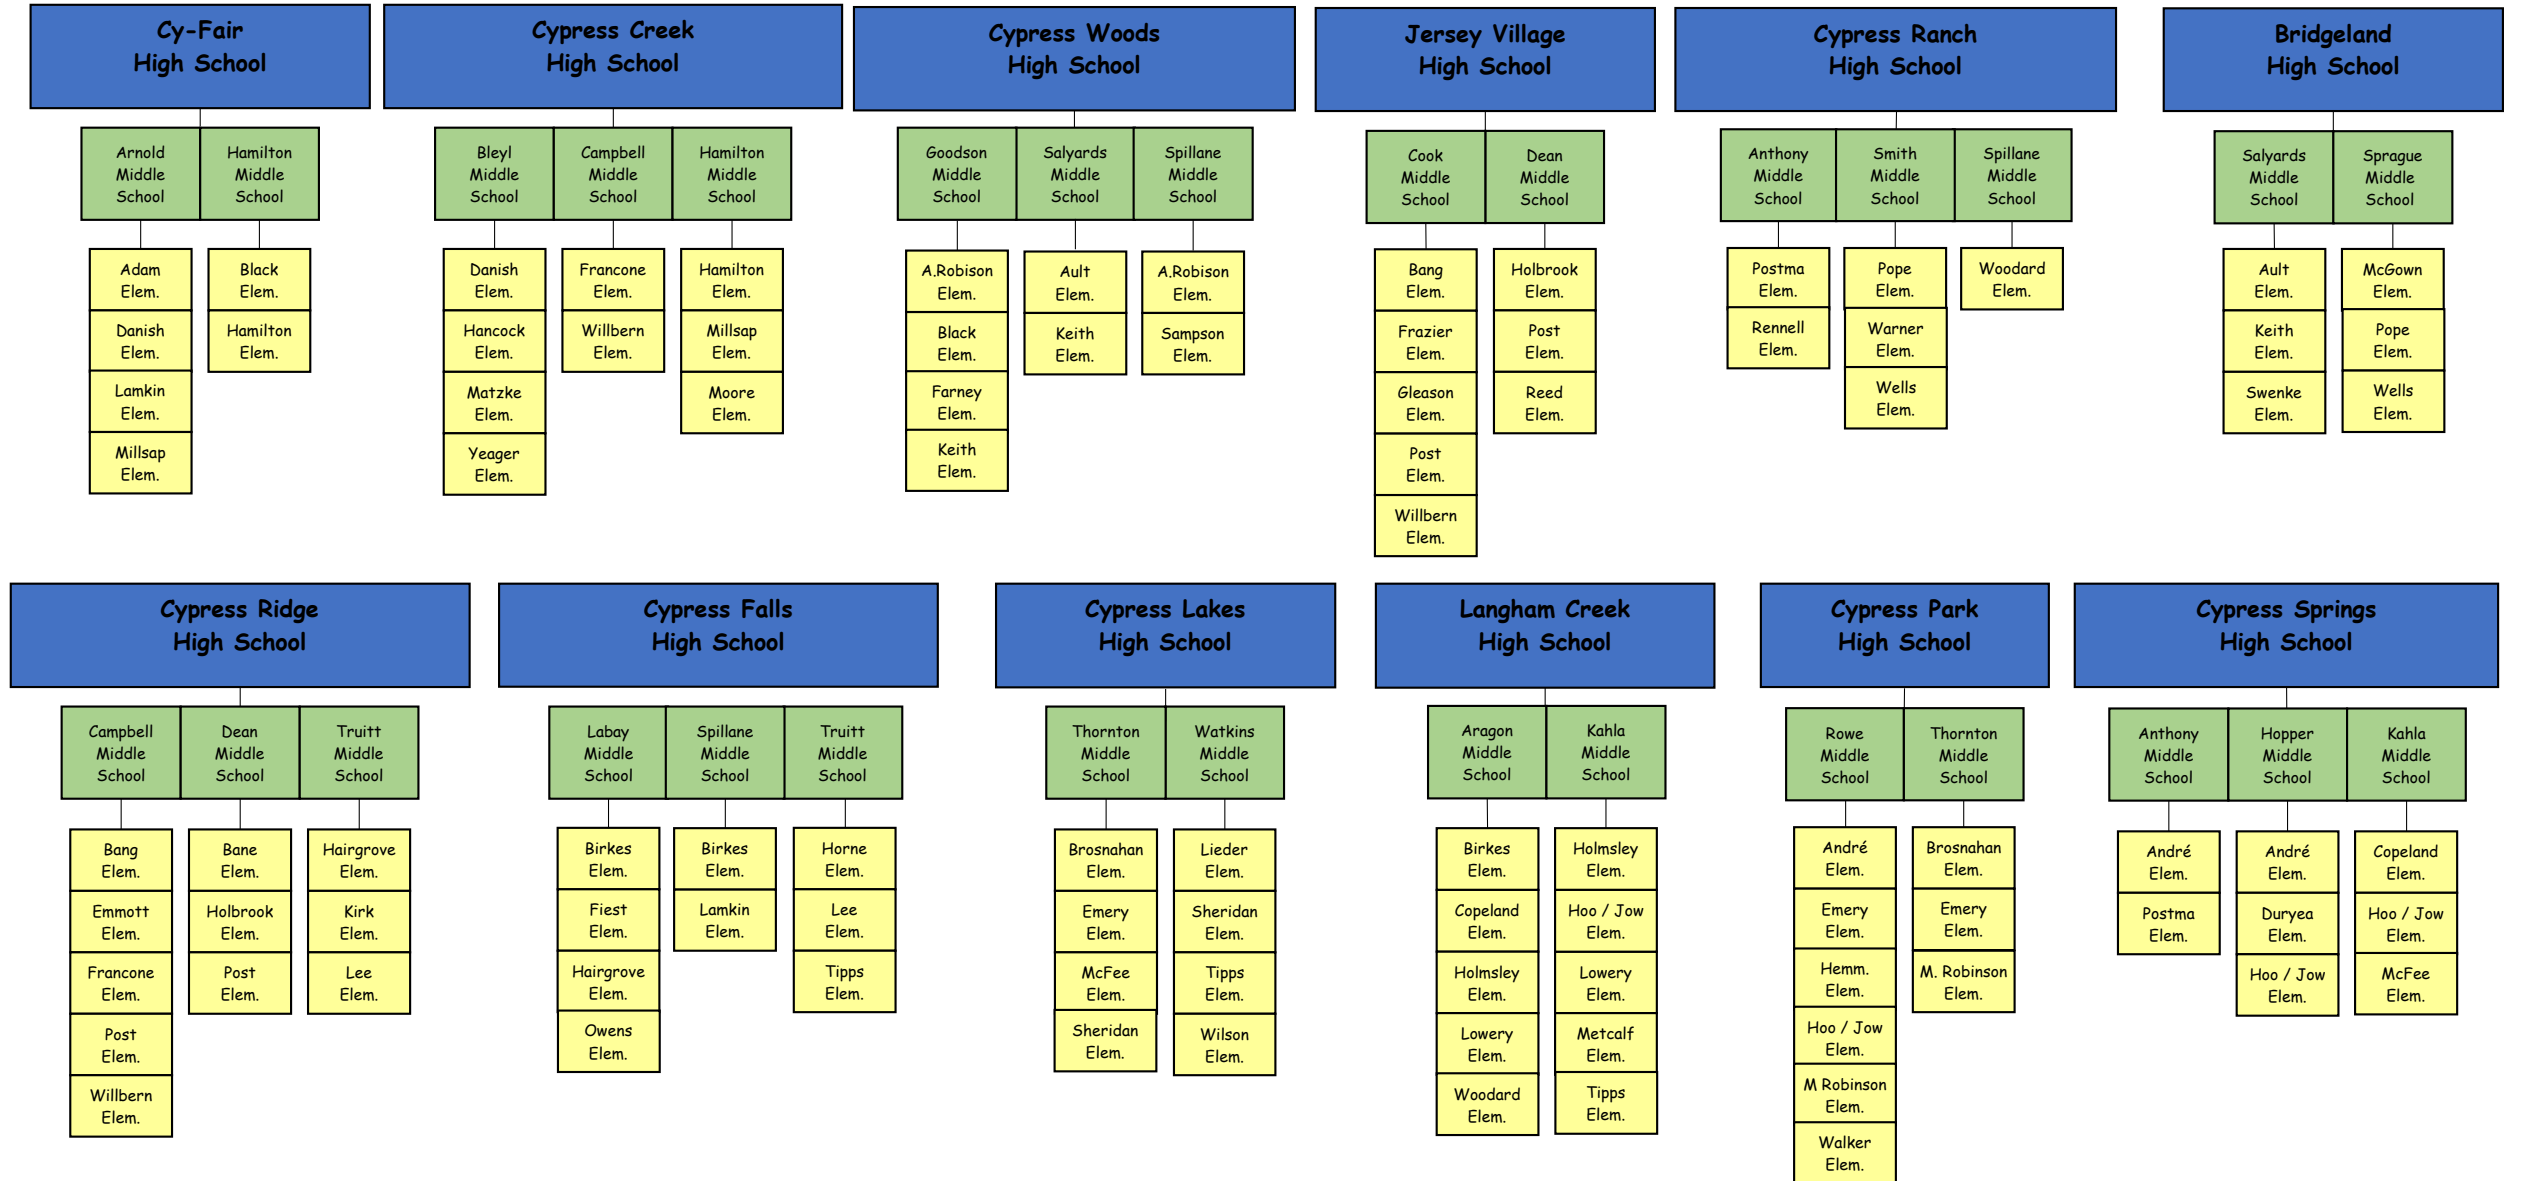 Cy-Fair
High School
Arnold
Middle
School
Hamilton
Middle
School
Adam
Elem.
Danish
Elem.
Lamkin
Elem.
Millsap
Elem.
Black
Elem.
Hamilton
Elem.
Cypress Creek
High School
Bleyl
Middle
School
Campbell
Middle
School
Hamilton
Middle
School
Danish
Elem.
Hancock
Elem.
Matzke
Elem.
Yeager
Elem.
Francone
Elem.
Willbern
Elem.
Hamilton
Elem.
Millsap
Elem.
Moore
Elem.
Cypress Woods
High School
Goodson
Middle
School
Salyards
Middle
School
Spillane
Middle
School
A.Robison
Elem.
Black
Elem.
Farney
Elem.
Keith
Elem.
Ault
Elem.
Keith
Elem.
A.Robison
Elem.
Sampson
Elem.
Jersey Village
High School
Cook
Middle
School
Dean
Middle
School
Bang
Elem.
Frazier
Elem.
Gleason
Elem.
Post
Elem.
Willbern
Elem.
Holbrook
Elem.
Post
Elem.
Reed
Elem.
Cypress Ranch
High School
Anthony
Middle
School
Smith
Middle
School
Spillane
Middle
School
Postma
Elem.
Rennell
Elem.
Pope
Elem.
Warner
Elem.
Wells
Elem.
Woodard
Elem.
Bridgeland
High School
Salyards
Middle
School
Sprague
Middle
School
Ault
Elem.
Keith
Elem.
Swenke
Elem.
McGown
Elem.
Pope
Elem.
Wells
Elem.
Cypress Ridge
High School
Campbell
Middle
School
Dean
Middle
School
Truitt
Middle
School
Bang
Elem.
Emmott
Elem.
Francone
Elem.
Post
Elem.
Willbern
Elem.
Bane
Elem.
Holbrook
Elem.
Post
Elem.
Hairgrove
Elem.
Kirk
Elem.
Lee
Elem.
Cypress Falls
High School
Labay
Middle
School
Spillane
Middle
School
Truitt
Middle
School
Birkes
Elem.
Fiest
Elem.
Hairgrove
Elem.
Owens
Elem.
Birkes
Elem.
Lamkin
Elem.
Horne
Elem.
Lee
Elem.
Tipps
Elem.
Cypress Lakes
High School
Thornton
Middle
School
Watkins
Middle
School
Brosnahan
Elem.
Emery
Elem.
McFee
Elem.
Sheridan
Elem.
Lieder
Elem.
Sheridan
Elem.
Tipps
Elem.
Wilson
Elem.
Langham Creek
High School
Aragon
Middle
School
Kahla
Middle
School
Birkes
Elem.
Copeland
Elem.
Holmsley
Elem.
Lowery
Elem.
Woodard
Elem.
Holmsley
Elem.
Hoo / Jow
Elem.
Lowery
Elem.
Metcalf
Elem.
Tipps
Elem.
Cypress Park
High School
Rowe
Middle
School
Thornton
Middle
School
André
Elem.
Emery
Elem.
Hemm.
Elem.
Hoo / Jow
Elem.
M Robinson
Elem.
Walker
Elem.
Brosnahan
Elem.
Emery
Elem.
M. Robinson
Elem.
Cypress Springs
High School
Anthony
Middle
School
Hopper
Middle
School
Kahla
Middle
School
André
Elem.
Postma
Elem.
André
Elem.
Duryea
Elem.
Hoo / Jow
Elem.
Copeland
Elem.
Hoo / Jow
Elem.
McFee
Elem.